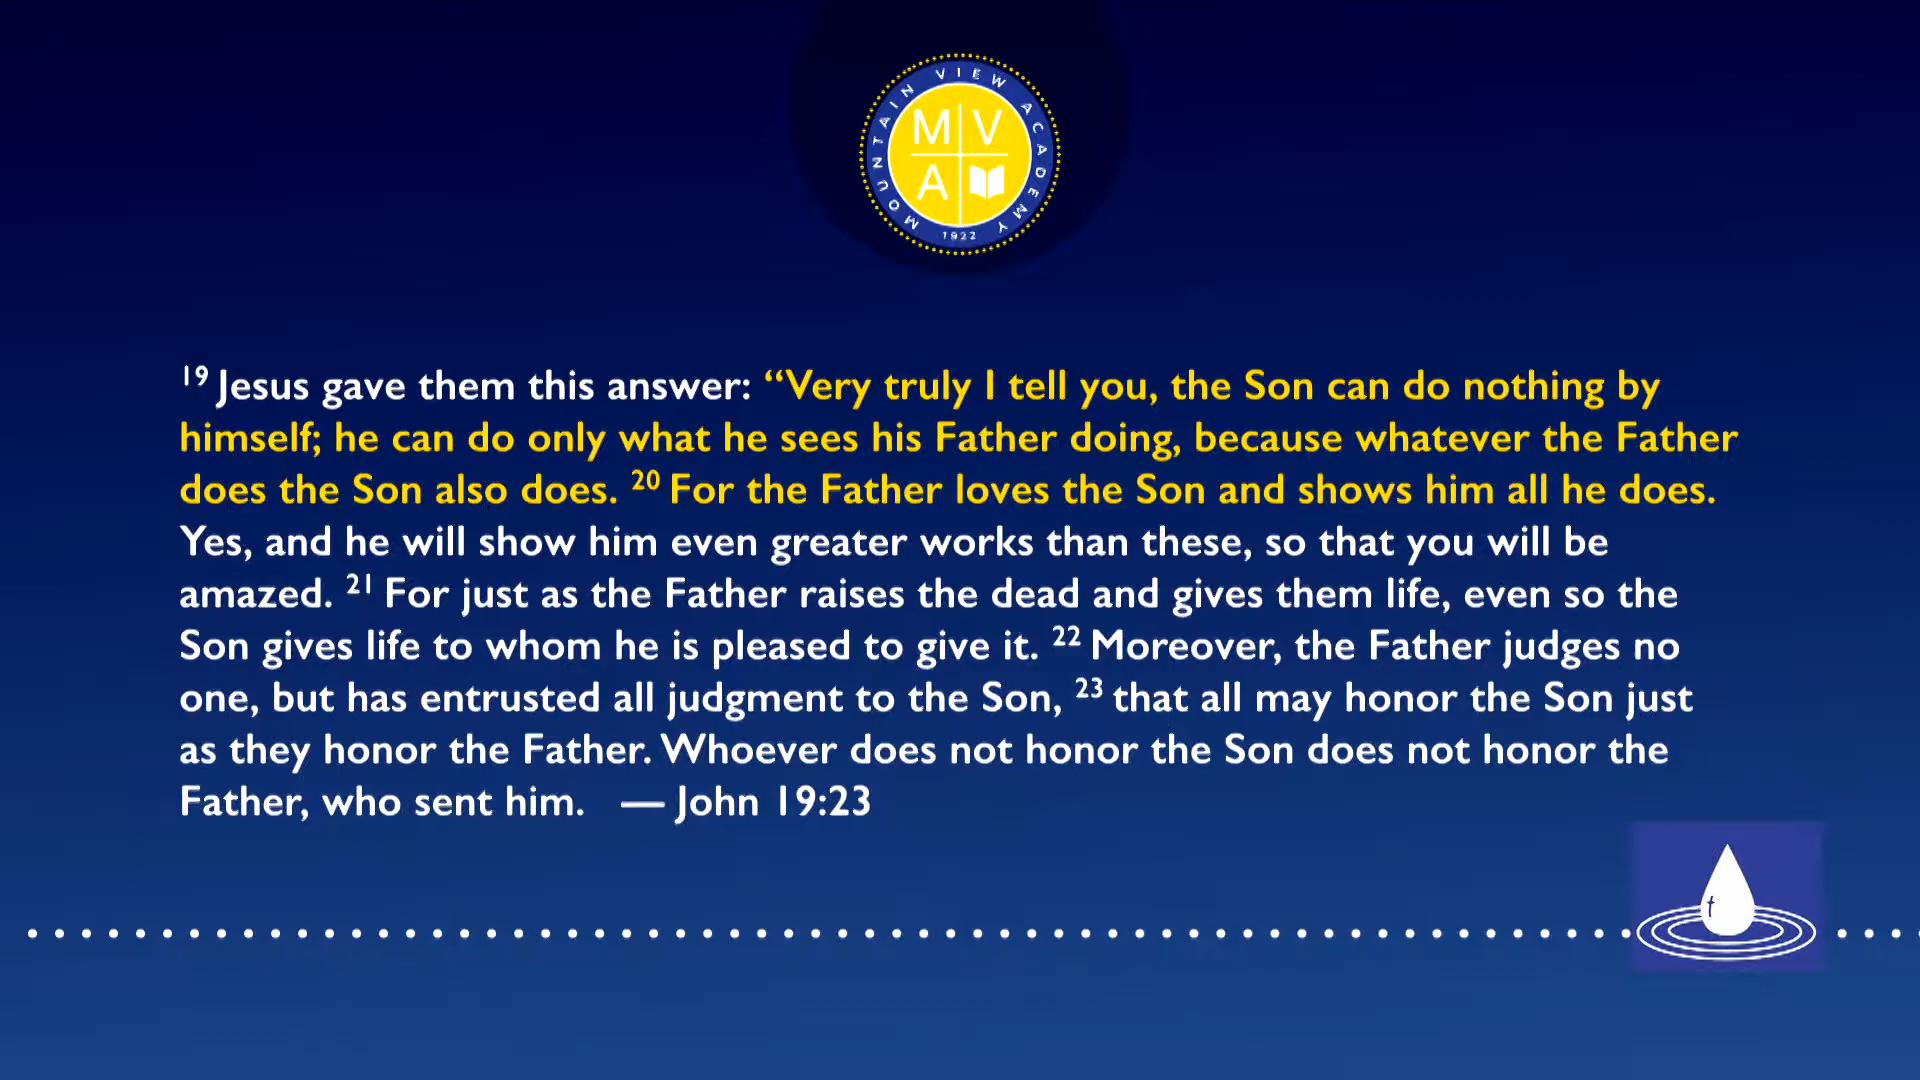 MOUNTAIN VIEW ACADEMY
M V
A
1922
19 Jesus gave them this answer: “Very truly I tell you, the Son can do nothing by
himself; he can do only what he sees his Father doing, because whatever the Father
does the Son also does. 20 For the Father loves the Son and shows him all he does.
Yes, and he will show him even greater works than these, so that you will be
amazed. 21 For just as the Father raises the dead and gives them life, even so the
Son gives life to whom he is pleased to give it. 22 Moreover, the Father judges no
one, but has entrusted all judgment to the Son, 23 that all may honor the Son just
as they honor the Father. Whoever does not honor the Son does not honor the
Father, who sent him. — John 19:23